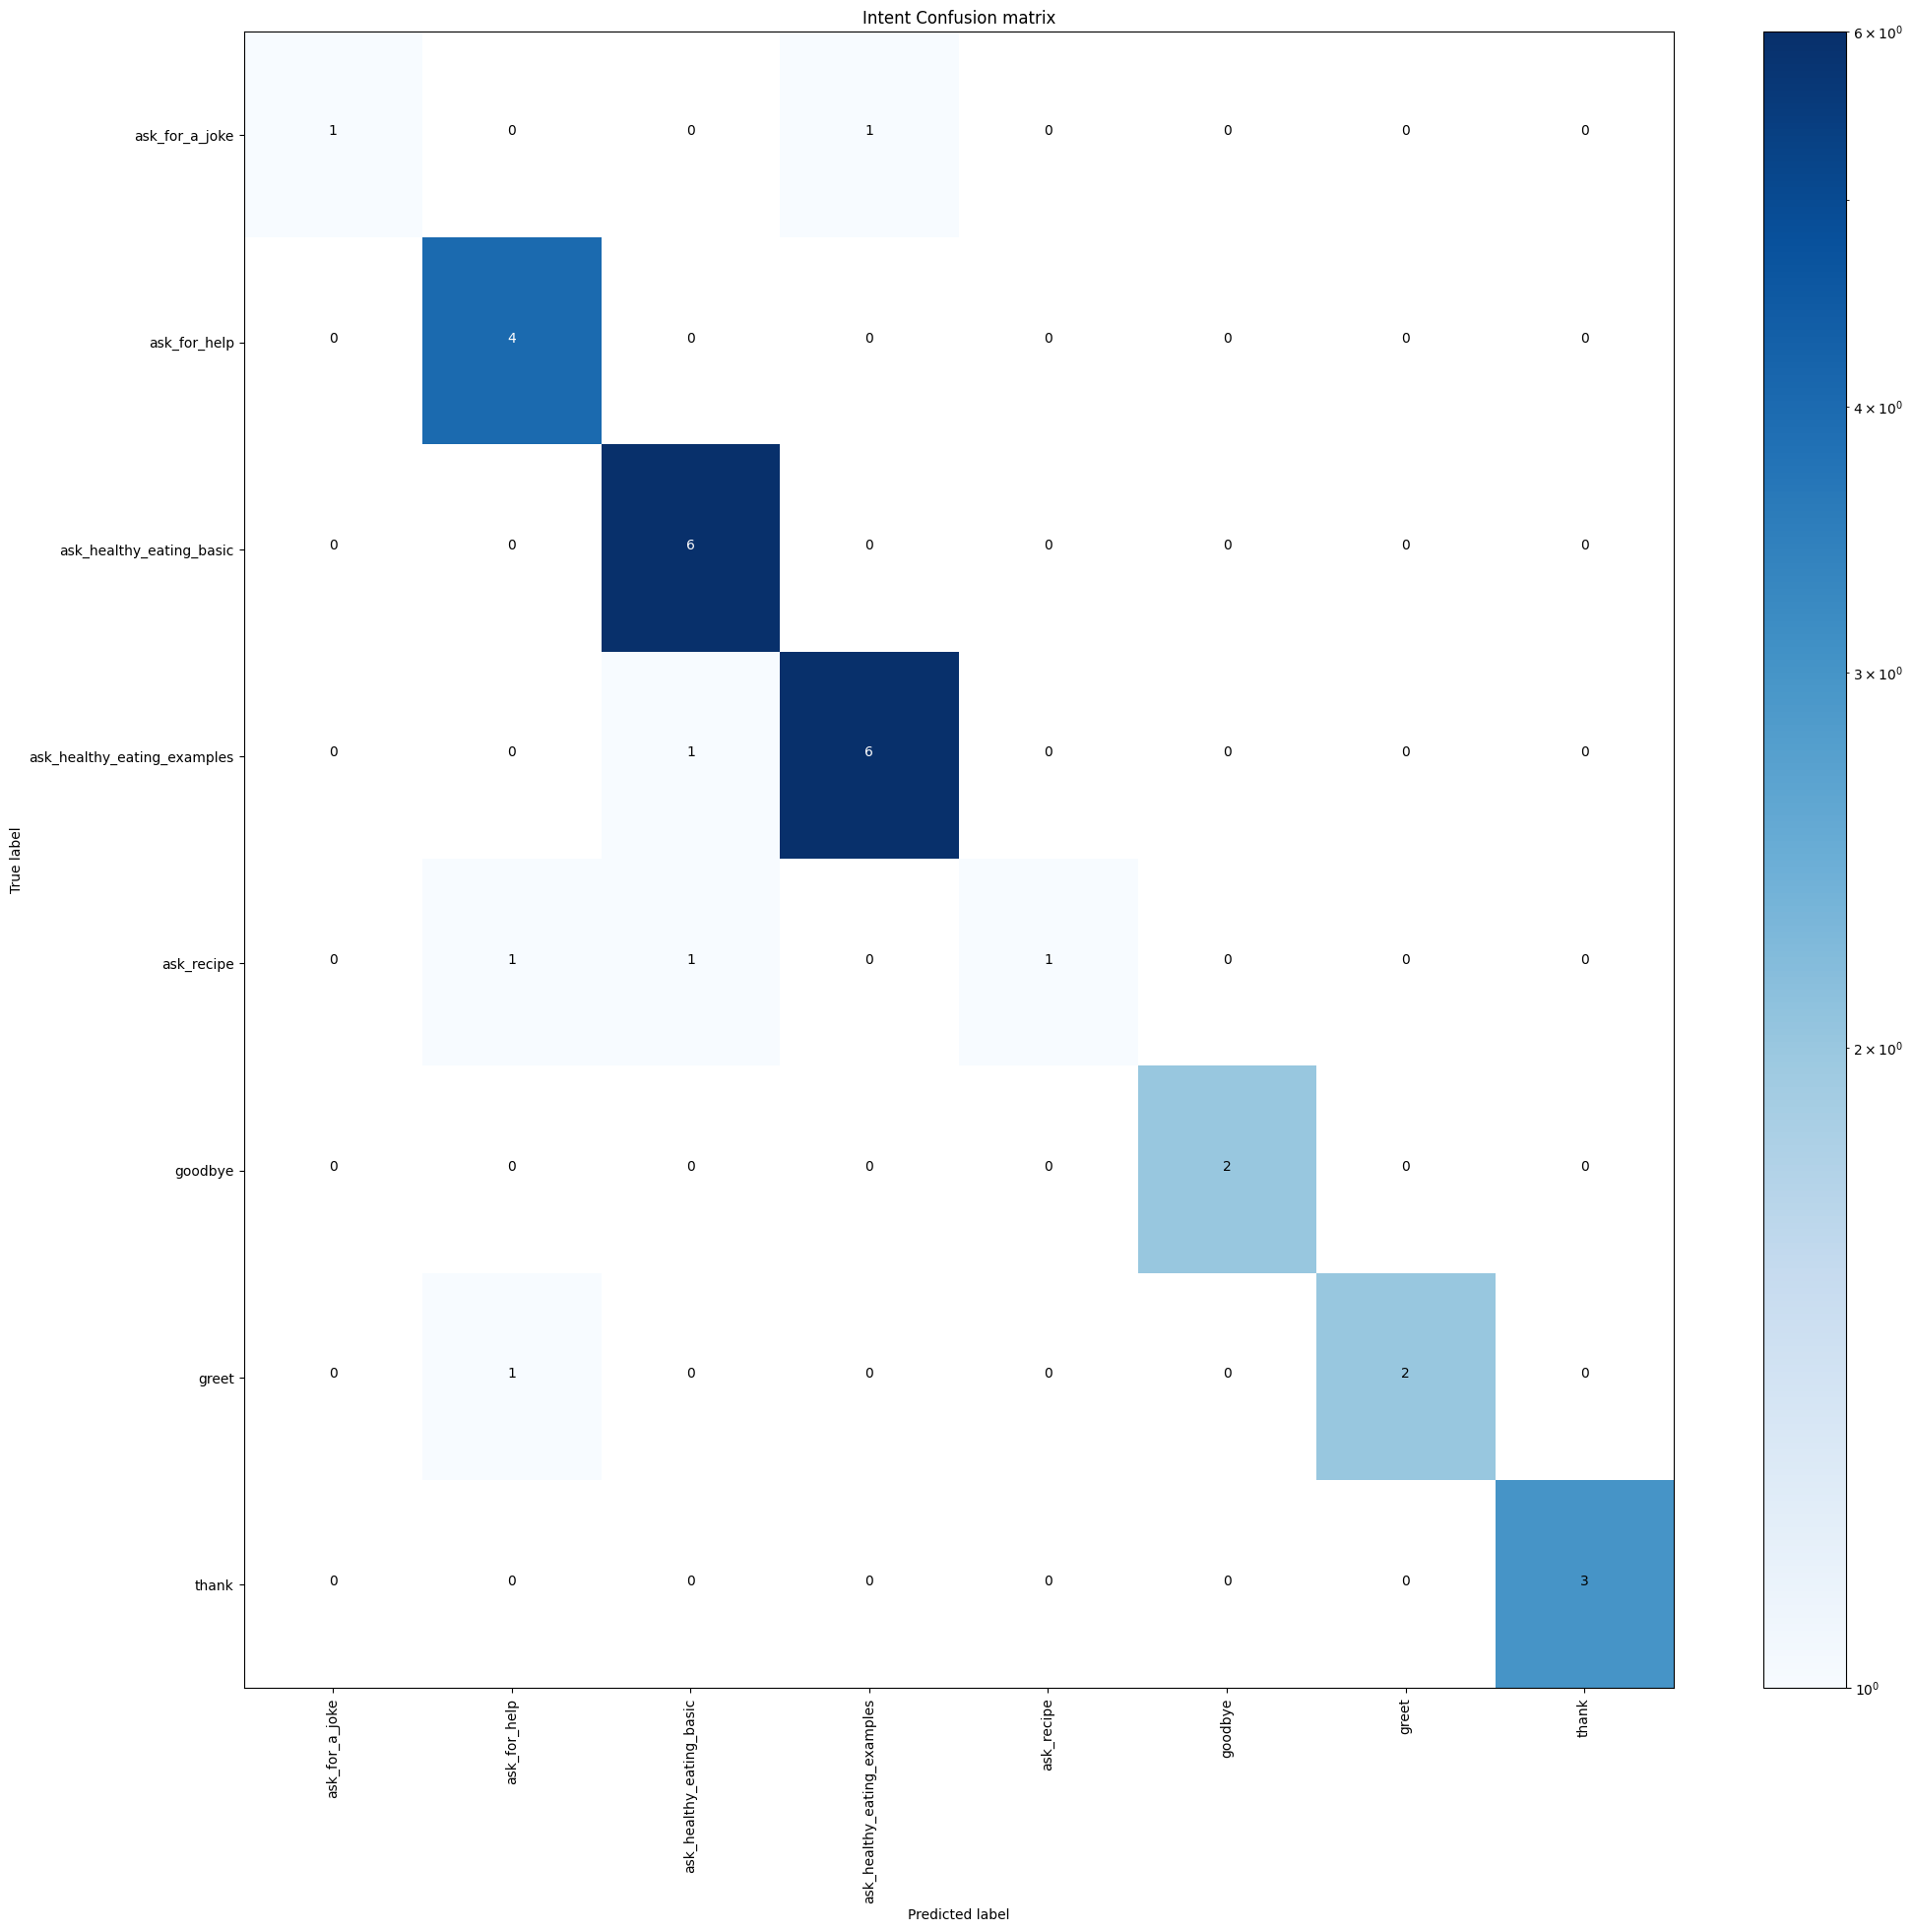 Intent Confusion matrix
ask_for_a_joke 1 0 0 1 0 0 0 0
ask_for_help 0 4 0 0 0 0 0 0
ask_healthy_eating_basic 0 0 6 0 0 0 0 0
ask_healthy_eating_examples 0 0 1 6 0 0 0 0
ask_recipe 0 1 1 0 1 0 0 0
goodbye 0 0 0 0 0 2 0 0
greet 0 1 0 0 0 0 2 0
thank 0 0 0 0 0 0 0 3
True label
ask_for_a_joke
ask_for_help
ask_healthy_eating_basic
ask_healthy_eating_examples
ask_recipe
goodbye
greet
thank
Predicted label
6 × 10⁰
4 × 10⁰
3 × 10⁰
2 × 10⁰
10⁰